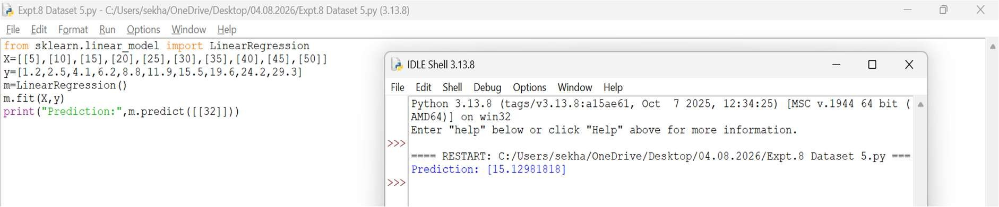 Expt.8 Dataset 5.py - C:/Users/sekha/OneDrive/Desktop/04.08.2026/Expt.8 Dataset 5.py (3.13.8)
File Edit Format Run Options Window Help
from sklearn.linear_model import LinearRegression
X=[[5],[10],[15],[20],[25],[30],[35],[40],[45],[50]]
y=[1.2,2.5,4.1,6.2,8.8,11.9,15.5,19.6,24.2,29.3]
m=LinearRegression()
m.fit(X,y)
print("Prediction:",m.predict([[32]]))
IDLE Shell 3.13.8
File Edit Shell Debug Options Window Help
Python 3.13.8 (tags/v3.13.8:a15ae61, Oct  7 2025, 12:34:25) [MSC v.1944 64 bit (
AMD64)] on win32
Enter "help" below or click "Help" above for more information.
>>>
==== RESTART: C:/Users/sekha/OneDrive/Desktop/04.08.2026/Expt.8 Dataset 5.py ===
Prediction: [15.12981818]
>>>